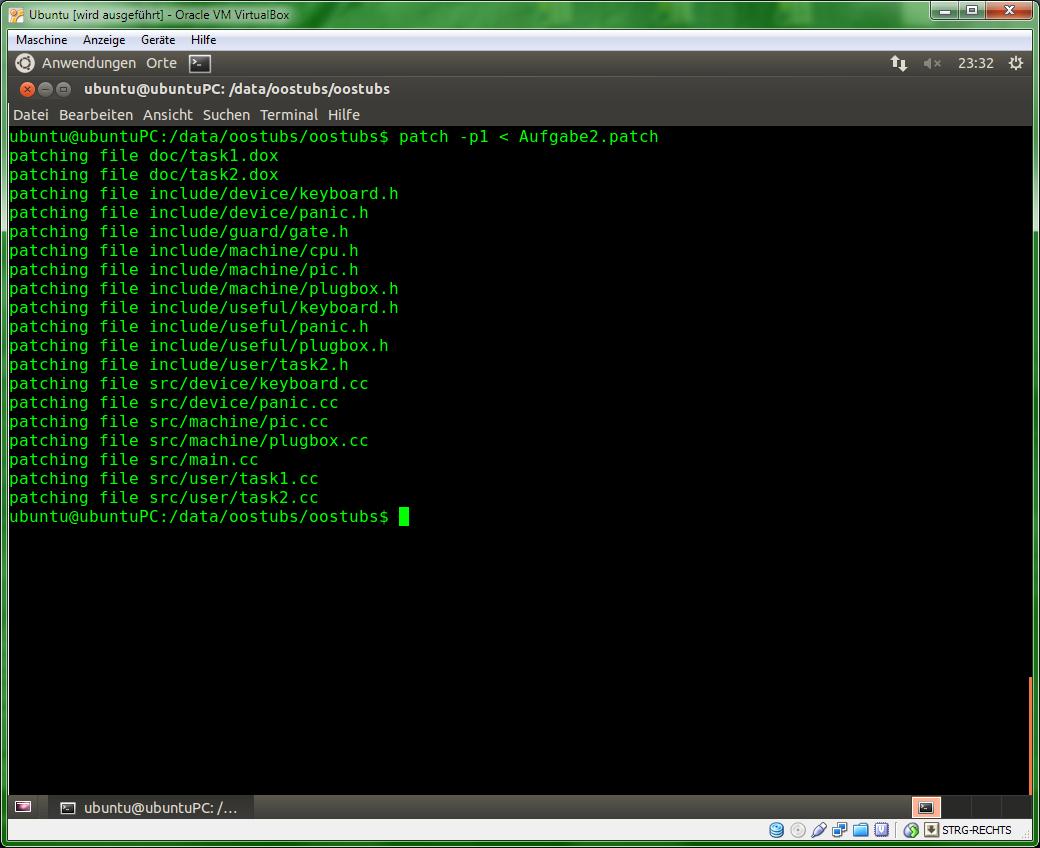 Ubuntu [wird ausgeführt] - Oracle VM VirtualBox
Maschine Anzeige Geräte Hilfe
Anwendungen Orte 23:32
ubuntu@ubuntuPC: /data/oostubs/oostubs
Datei Bearbeiten Ansicht Suchen Terminal Hilfe
ubuntu@ubuntuPC:/data/oostubs/oostubs$ patch -p1 < Aufgabe2.patch
patching file doc/task1.dox
patching file doc/task2.dox
patching file include/device/keyboard.h
patching file include/device/panic.h
patching file include/guard/gate.h
patching file include/machine/cpu.h
patching file include/machine/pic.h
patching file include/machine/plugbox.h
patching file include/useful/keyboard.h
patching file include/useful/panic.h
patching file include/useful/plugbox.h
patching file include/user/task2.h
patching file src/device/keyboard.cc
patching file src/device/panic.cc
patching file src/machine/pic.cc
patching file src/machine/plugbox.cc
patching file src/main.cc
patching file src/user/task1.cc
patching file src/user/task2.cc
ubuntu@ubuntuPC:/data/oostubs/oostubs$
ubuntu@ubuntuPC: /...
STRG-RECHTS